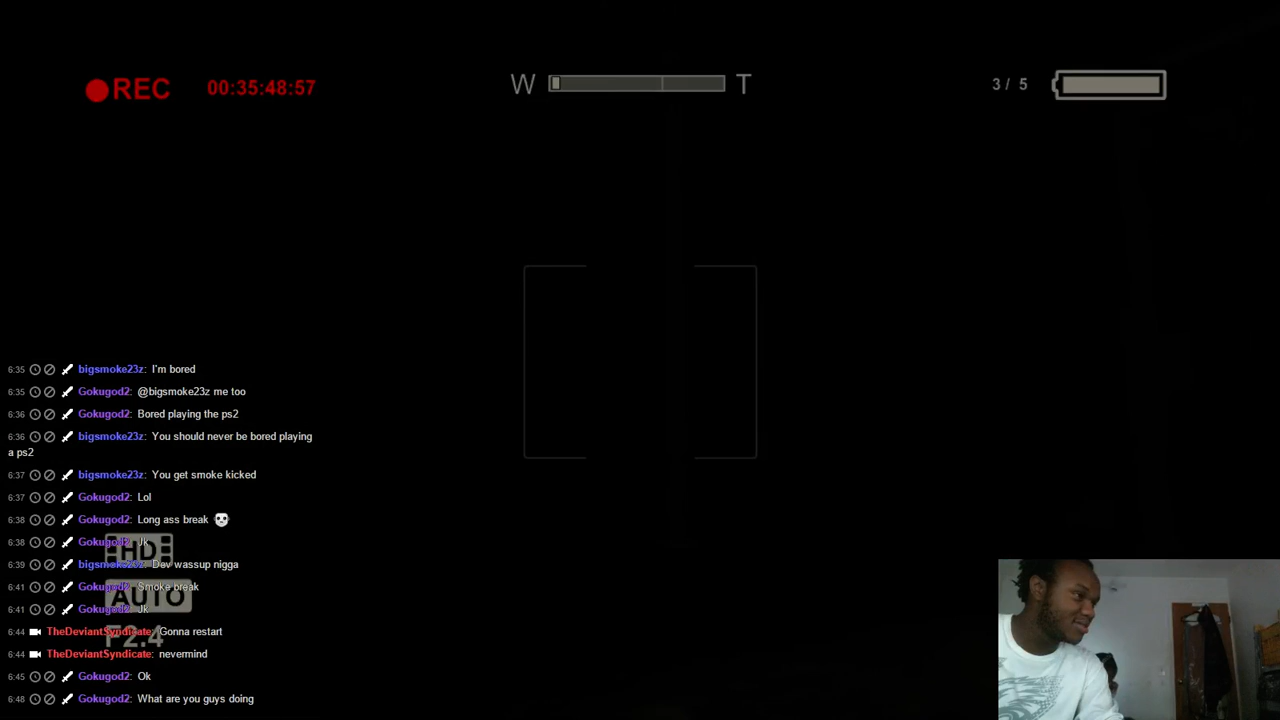 REC 00:35:48:57 W T 3 / 5
6:35 bigsmoke23z: I'm bored
6:35 Gokugod2: @bigsmoke23z me too
6:36 Gokugod2: Bored playing the ps2
6:36 bigsmoke23z: You should never be bored playing
a ps2
6:37 bigsmoke23z: You get smoke kicked
6:37 Gokugod2: Lol
6:38 Gokugod2: Long ass break
6:38 Gokugod2: JK
HD
6:39 bigsmoke23z: Dev wassup nigga
6:41 Gokugod2: Smoke break
AUTO
6:41 Gokugod2: JK
6:44 TheDeviantSyndicate: Gonna restart
F2.4
6:44 TheDeviantSyndicate: nevermind
6:45 Gokugod2: Ok
6:48 Gokugod2: What are you guys doing